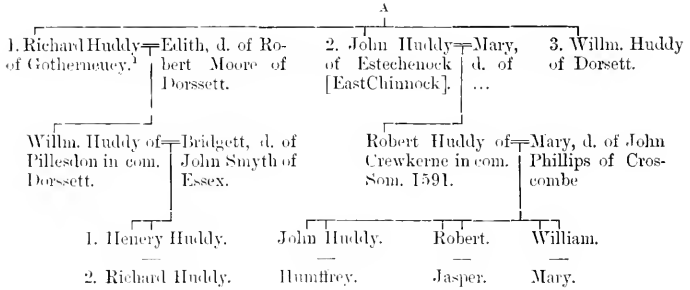 A
1. Richard Huddy=Edith, d. of Ro-
of Gotherneney.¹ bert Moore of
Dorssett.
2. John Huddy=Mary,
of Estechenock d. of
[East Chinnock]. ...
3. Willm. Huddy
of Dorsett.
Willm. Huddy of=Bridgett, d. of
Pillesdon in com. John Smyth of
Dorssett. Essex.
Robert Huddy of=Mary, d. of John
Crewkerne in com. Phillips of Cros-
Som. 1591. combe
1. Henery Huddy.
2. Richard Huddy.
John Huddy. Robert. William.
Humffrey. Jasper. Mary.